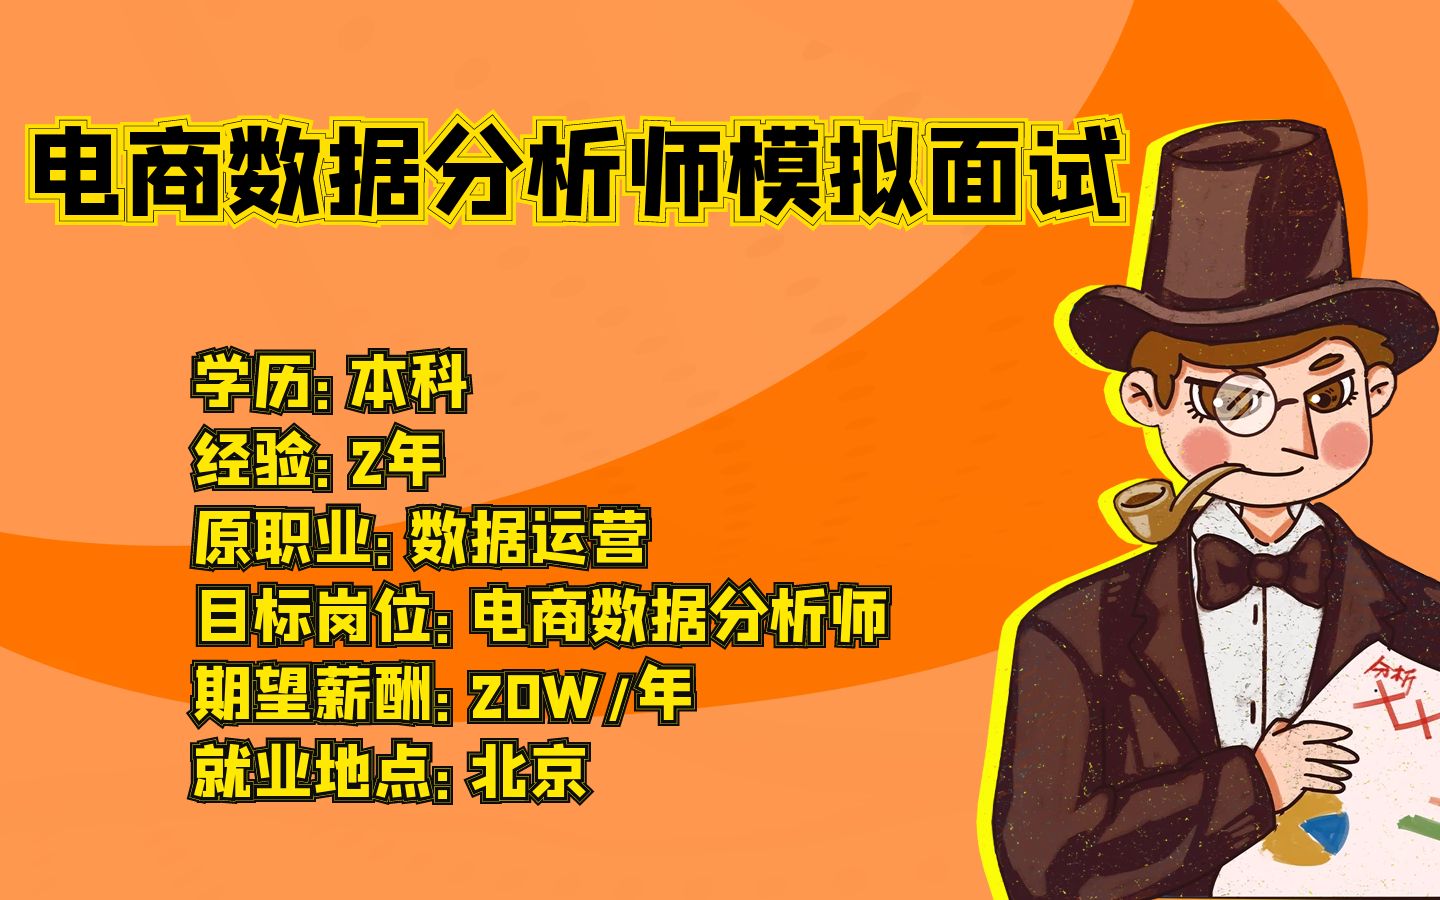 电商数据分析师模拟面试
学历: 本科
经验: 2年
原职业: 数据运营
目标岗位: 电商数据分析师
期望薪酬: 20W/年
就业地点: 北京
分析